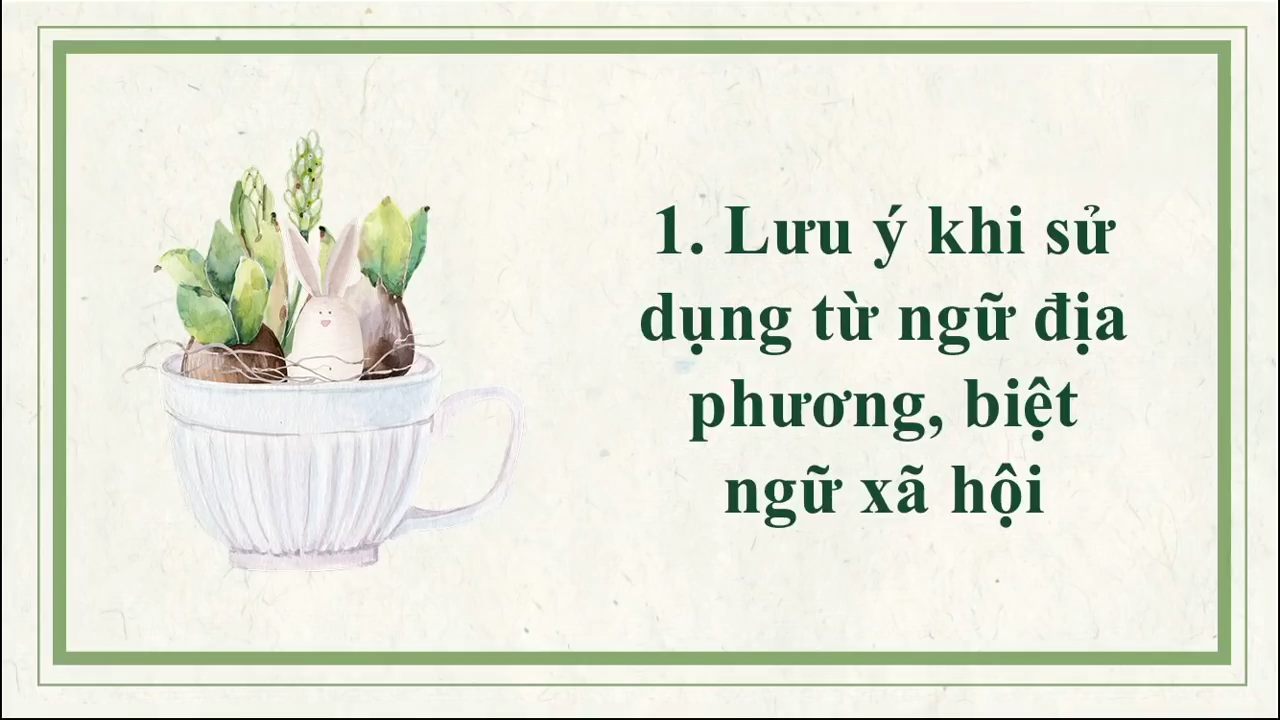 1. Lưu ý khi sử
dụng từ ngữ địa
phương, biệt
ngữ xã hội